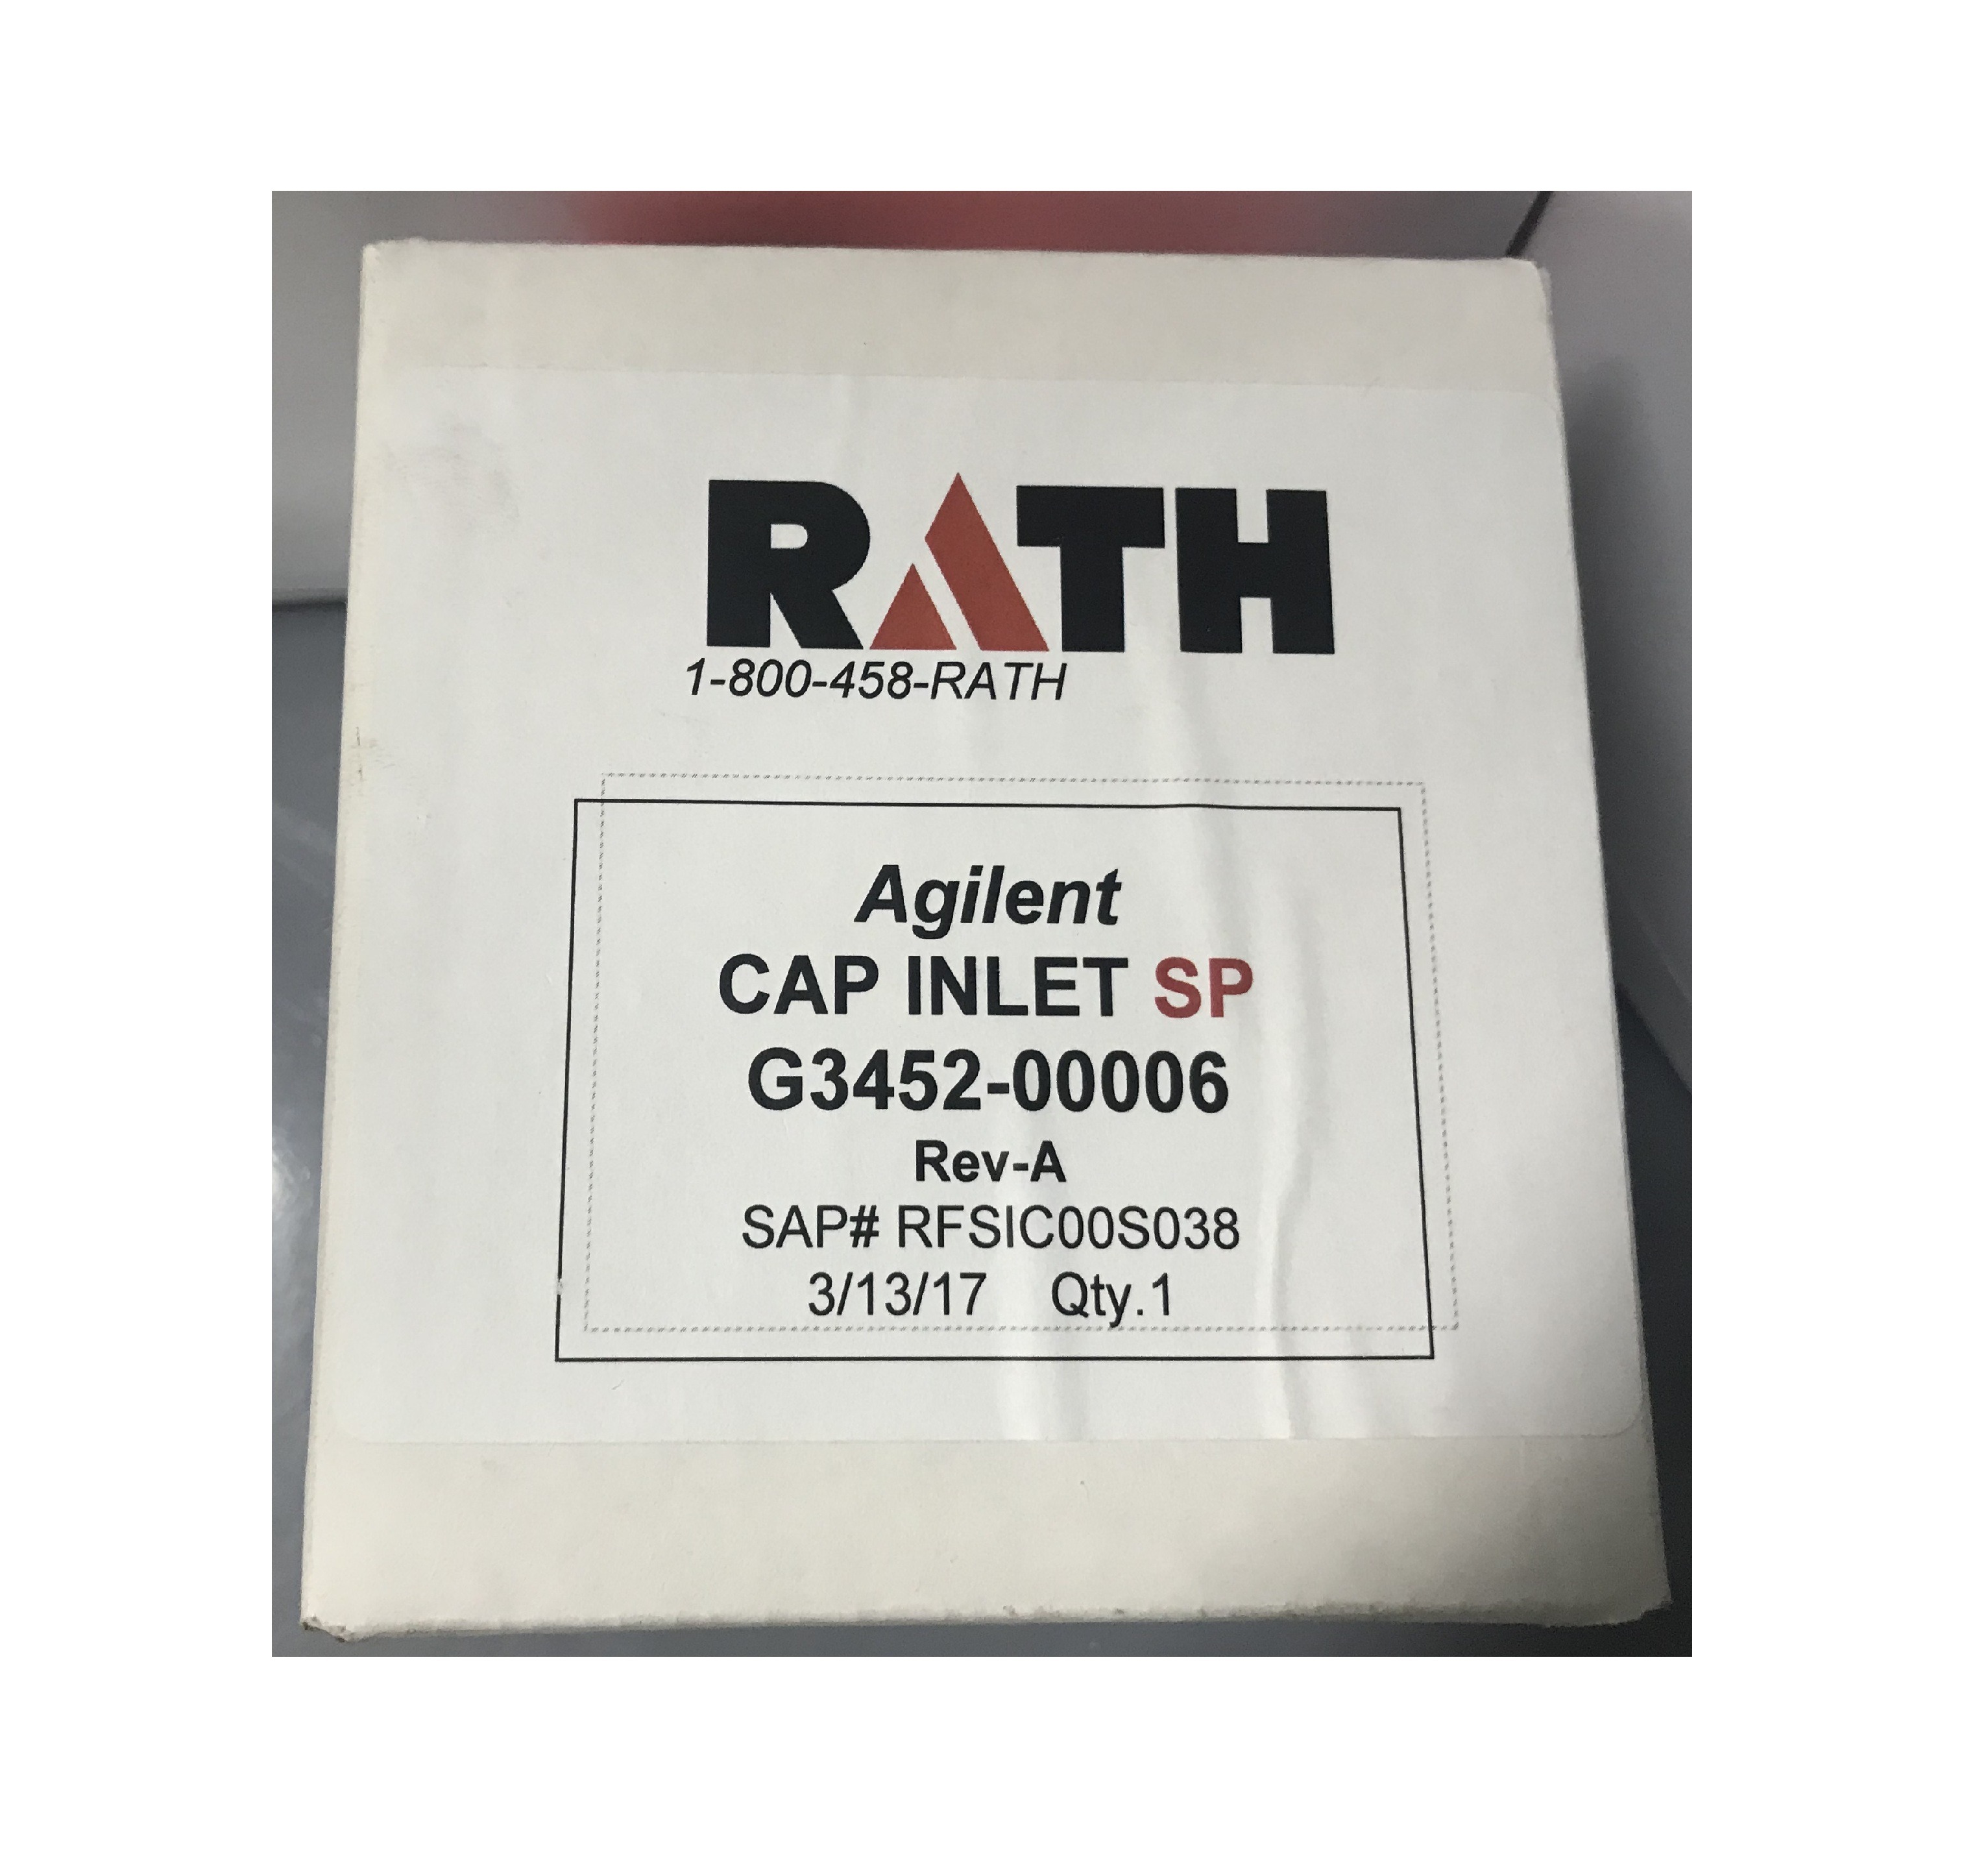 RATH
1-800-458-RATH
Agilent
CAP INLET SP
G3452-00006
Rev-A
SAP# RFSIC00S038
3/13/17 Qty.1